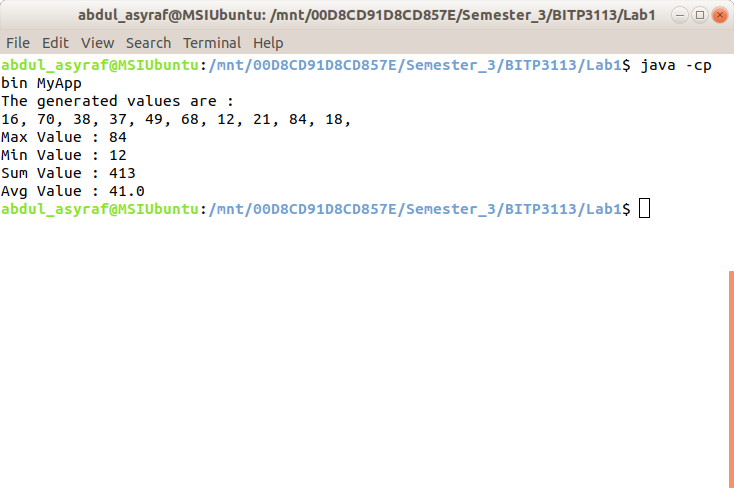 abdul_asyraf@MSIUbuntu: /mnt/00D8CD91D8CD857E/Semester_3/BITP3113/Lab1
File Edit View Search Terminal Help
abdul_asyraf@MSIUbuntu:/mnt/00D8CD91D8CD857E/Semester_3/BITP3113/Lab1$ java -cp
bin MyApp
The generated values are :
16, 70, 38, 37, 49, 68, 12, 21, 84, 18,
Max Value : 84
Min Value : 12
Sum Value : 413
Avg Value : 41.0
abdul_asyraf@MSIUbuntu:/mnt/00D8CD91D8CD857E/Semester_3/BITP3113/Lab1$